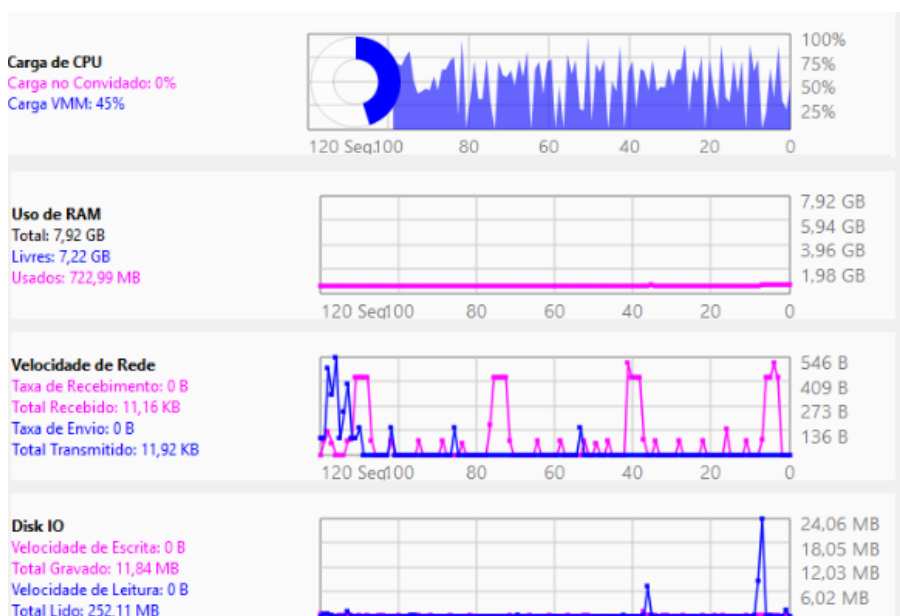 Carga de CPU
Carga no Convidado: 0%
Carga VMM: 45%
100%
75%
50%
25%
120 Seg.100 80 60 40 20 0
Uso de RAM
Total: 7,92 GB
Livres: 7,22 GB
Usados: 722,99 MB
7,92 GB
5,94 GB
3,96 GB
1,98 GB
120 Seg100 80 60 40 20 0
Velocidade de Rede
Taxa de Recebimento: 0 B
Total Recebido: 11,16 KB
Taxa de Envio: 0 B
Total Transmitido: 11,92 KB
546 B
409 B
273 B
136 B
120 Seg100 80 60 40 20 0
Disk IO
Velocidade de Escrita: 0 B
Total Gravado: 11,84 MB
Velocidade de Leitura: 0 B
Total Lido: 252,11 MB
24,06 MB
18,05 MB
12,03 MB
6,02 MB